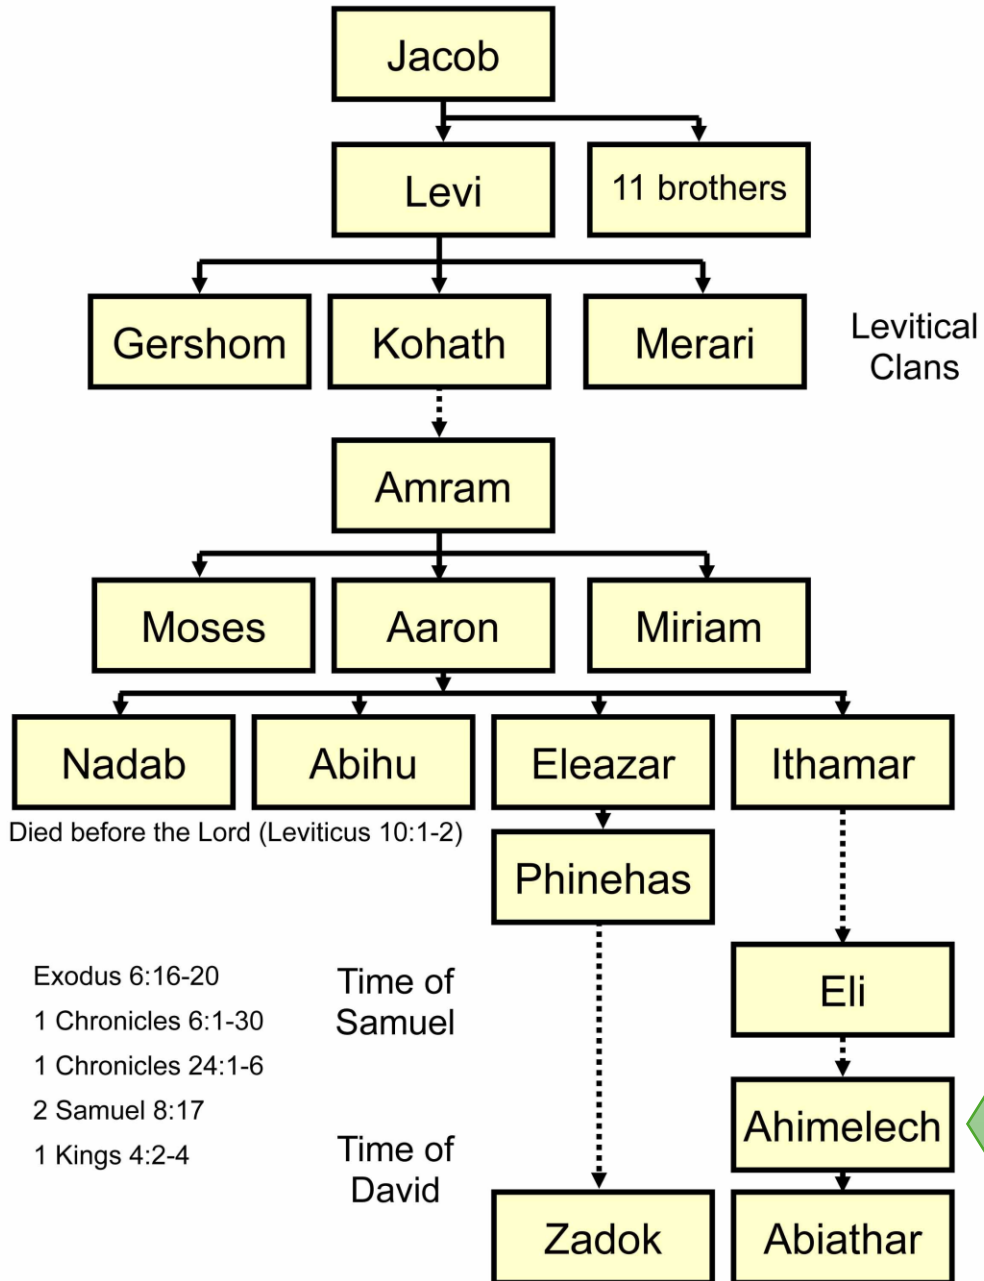 Jacob
Levi
11 brothers
Gershom
Kohath
Merari
Levitical
Clans
Amram
Moses
Aaron
Miriam
Nadab
Abihu
Eleazar
Ithamar
Died before the Lord (Leviticus 10:1-2)
Phinehas
Eli
Exodus 6:16-20
1 Chronicles 6:1-30
1 Chronicles 24:1-6
2 Samuel 8:17
1 Kings 4:2-4
Time of
Samuel
Ahimelech
Time of
David
Zadok
Abiathar